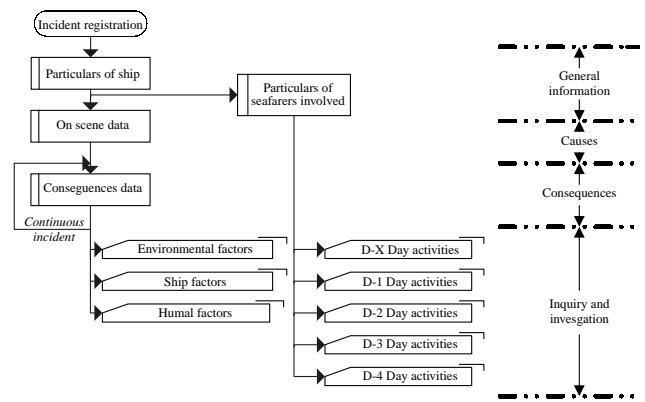 Incident registration
Particulars of ship
Particulars of
seafarers involved
On scene data
Conseguences data
Continuous
incident
Environmental factors
Ship factors
Humal factors
D-X Day activities
D-1 Day activities
D-2 Day activities
D-3 Day activities
D-4 Day activities
General
information
Causes
Consequences
Inquiry and
invesgation